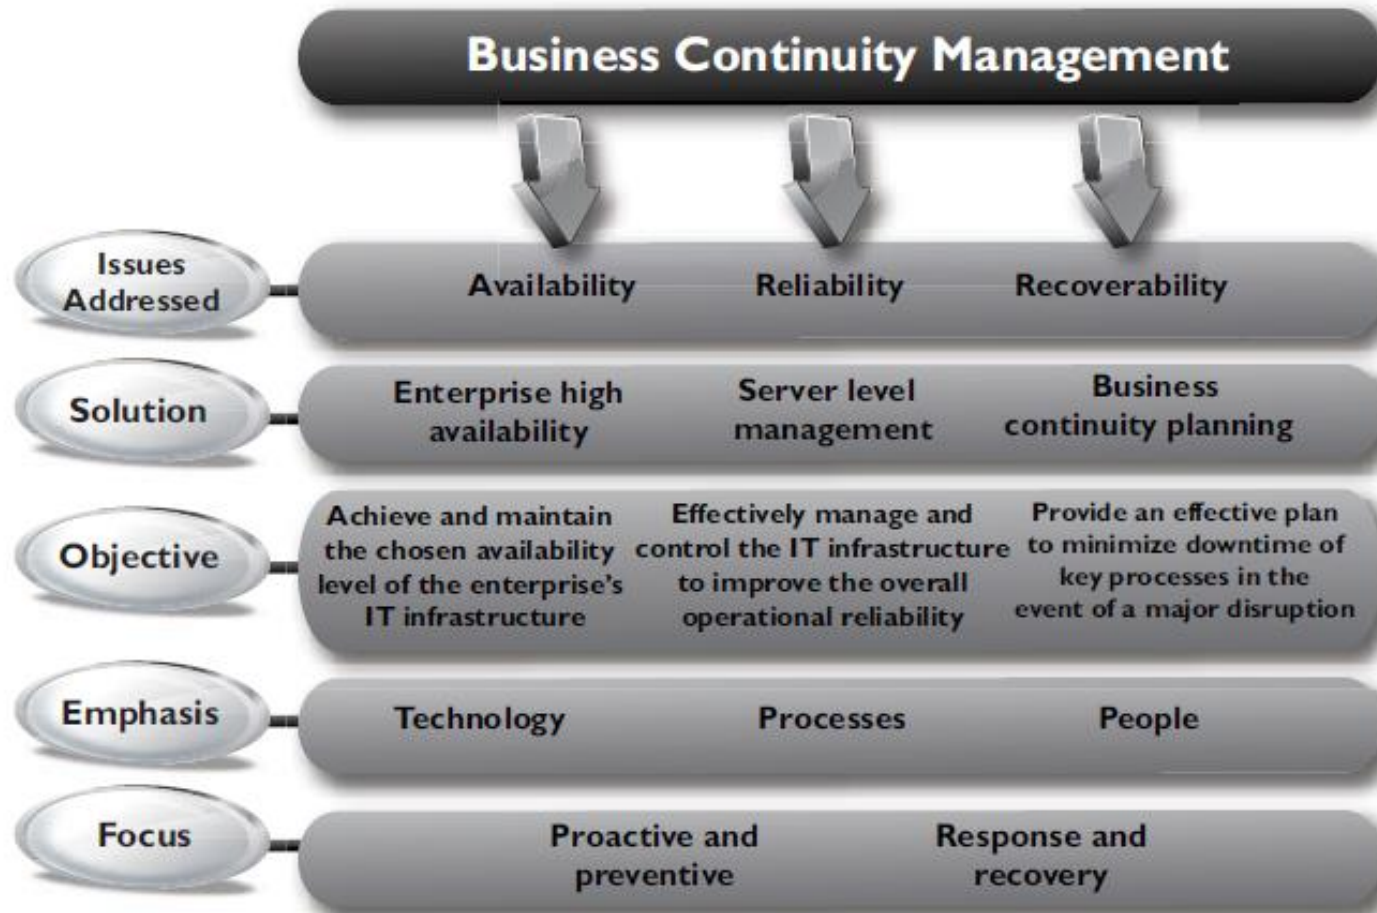 Business Continuity Management
Issues
Addressed
Availability
Reliability
Recoverability
Solution
Enterprise high
availability
Server level
management
Business
continuity planning
Objective
Achieve and maintain
the chosen availability
level of the enterprise's
IT infrastructure
Effectively manage and
control the IT infrastructure
to improve the overall
operational reliability
Provide an effective plan
to minimize downtime of
key processes in the
event of a major disruption
Emphasis
Technology
Processes
People
Focus
Proactive and
preventive
Response and
recovery